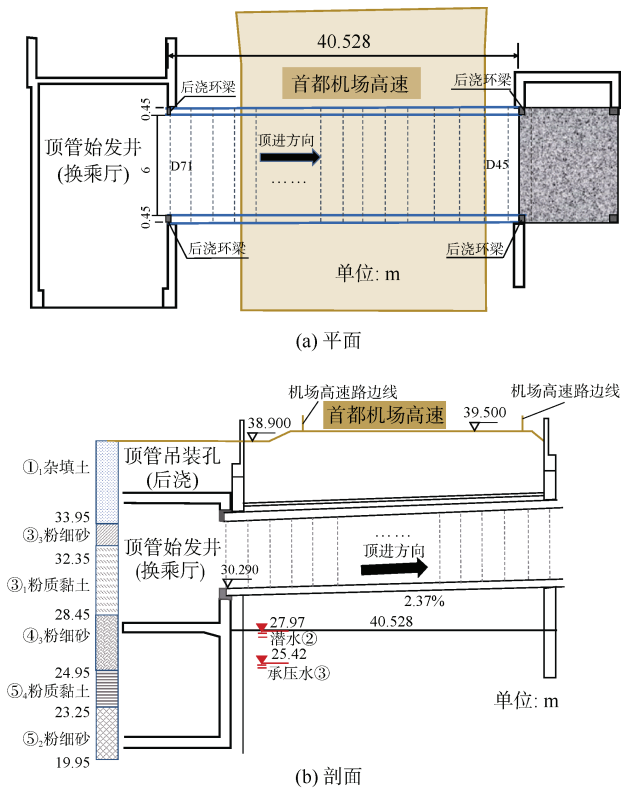 40.528
后浇环梁
首都机场高速
后浇环梁
0.45
顶管始发井
(换乘厅)
6
D71
顶进方向
……
D45
0.45
后浇环梁
后浇环梁
单位: m
(a) 平面
机场高速路边线
机场高速路边线
首都机场高速
38.900
39.500
①₁杂填土
顶管吊装孔
(后浇)
33.95
③₃粉细砂
32.35
顶管始发井
(换乘厅)
……
顶进方向
30.290
③₁粉质黏土
2.37%
28.45
27.97
潜水②
40.528
④₃粉细砂
25.42
承压水③
24.95
⑤₄粉质黏土
单位: m
23.25
⑤₂粉细砂
19.95
(b) 剖面